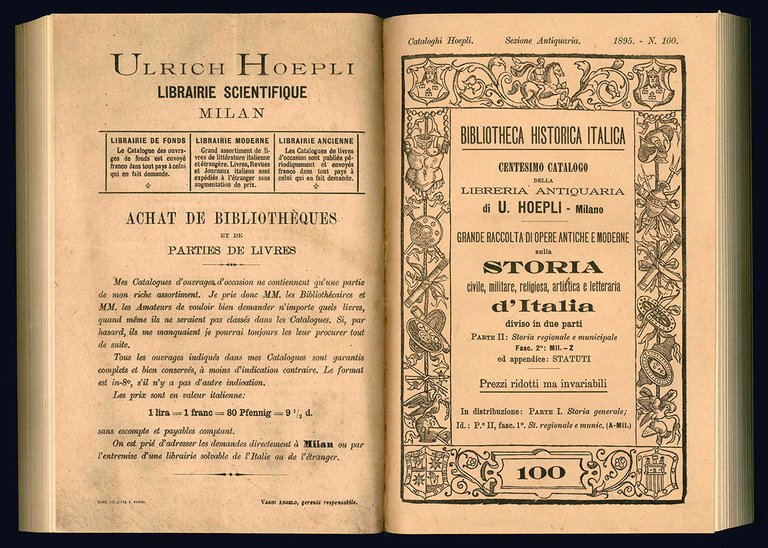 ULRICH HOEPLI
LIBRAIRIE SCIENTIFIQUE
MILAN
LIBRAIRIE DE FONDS
Le Catalogue des ouvra-
ges de fonds est envoyé
franco dans tout pays à celui
qui en fait demande.
LIBRAIRIE MODERNE
Grand assortiment de li-
vres de littérature italienne
et étrangère. Livres, Revues
et Journaux italiens sont
expédiés à l'étranger sans
augmentation de prix.
LIBRAIRIE ANCIENNE
Les Catalogues de livres
d'occasion sont publiés pé-
riodiquement et envoyés
franco dans tout pays à
celui qui en fait demande.
ACHAT DE BIBLIOTHÈQUES
ET DE
PARTIES DE LIVRES
Mes Catalogues d'ouvrages d'occasion ne contiennent qu'une partie
de mon riche assortiment. Je prie donc MM. les Bibliothécaires et
MM. les Amateurs de vouloir bien demander n'importe quels livres,
quand même ils ne seraient pas classés dans les Catalogues. Si, par
hasard, ils me manquaient je pourrai toujours les leur procurer tout
de suite.
Tous les ouvrages indiqués dans mes Catalogues sont garantis
complets et bien conservés, à moins d'indication contraire. Le format
est in-8º, s'il n'y a pas d'autre indication.
Les prix sont en valeur italienne:
1 lira = 1 franc = 80 Pfennig = 9 1/2 d.
sans escompte et payables comptant.
On est prié d'adresser les demandes directement à Milan ou par
l'entremise d'une librairie solvable de l'Italie ou de l'étranger.
VAGHI ANGELO, gerente responsabile.
Cataloghi Hoepli. Sezione Antiquaria. 1895. - N. 100.
BIBLIOTHECA HISTORICA ITALICA
CENTESIMO CATALOGO
DELLA
LIBRERIA ANTIQUARIA
di U. HOEPLI - Milano
GRANDE RACCOLTA DI OPERE ANTICHE E MODERNE
sulla
STORIA
civile, militare, religiosa, artistica e letteraria
d'Italia
diviso in due parti
PARTE II: Storia regionale e municipale
Fasc. 2º: Mil. - Z
ed appendice: STATUTI
Prezzi ridotti ma invariabili
In distribuzione: PARTE I. Storia generale;
Id.: P.e II, fasc. 1º. St. regionale e munic. (A-Mil.)
100